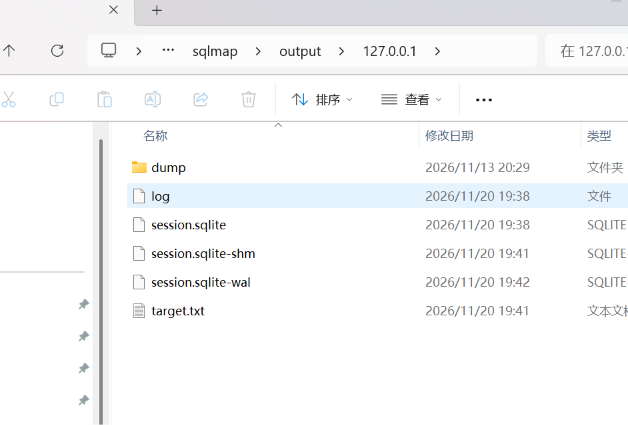 … sqlmap > output > 127.0.0.1 >
在 127.0.0.1
排序 查看 …
名称 修改日期 类型
dump 2026/11/13 20:29 文件夹
log 2026/11/20 19:38 文件
session.sqlite 2026/11/20 19:38 SQLITE
session.sqlite-shm 2026/11/20 19:41 SQLITE
session.sqlite-wal 2026/11/20 19:42 SQLITE
target.txt 2026/11/20 19:41 文本文档